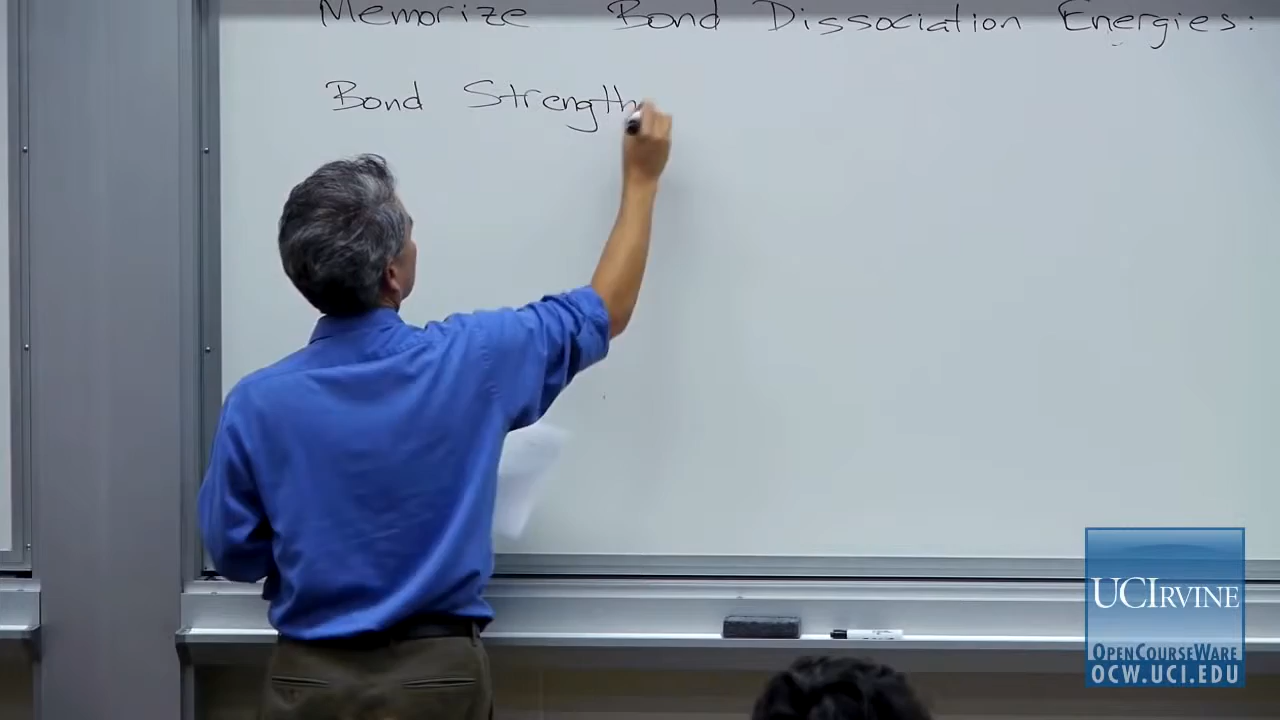 Memorize Bond Dissociation Energies:
Bond Strength
UCIRVINE
OPENCOURSEWARE
OCW.UCI.EDU